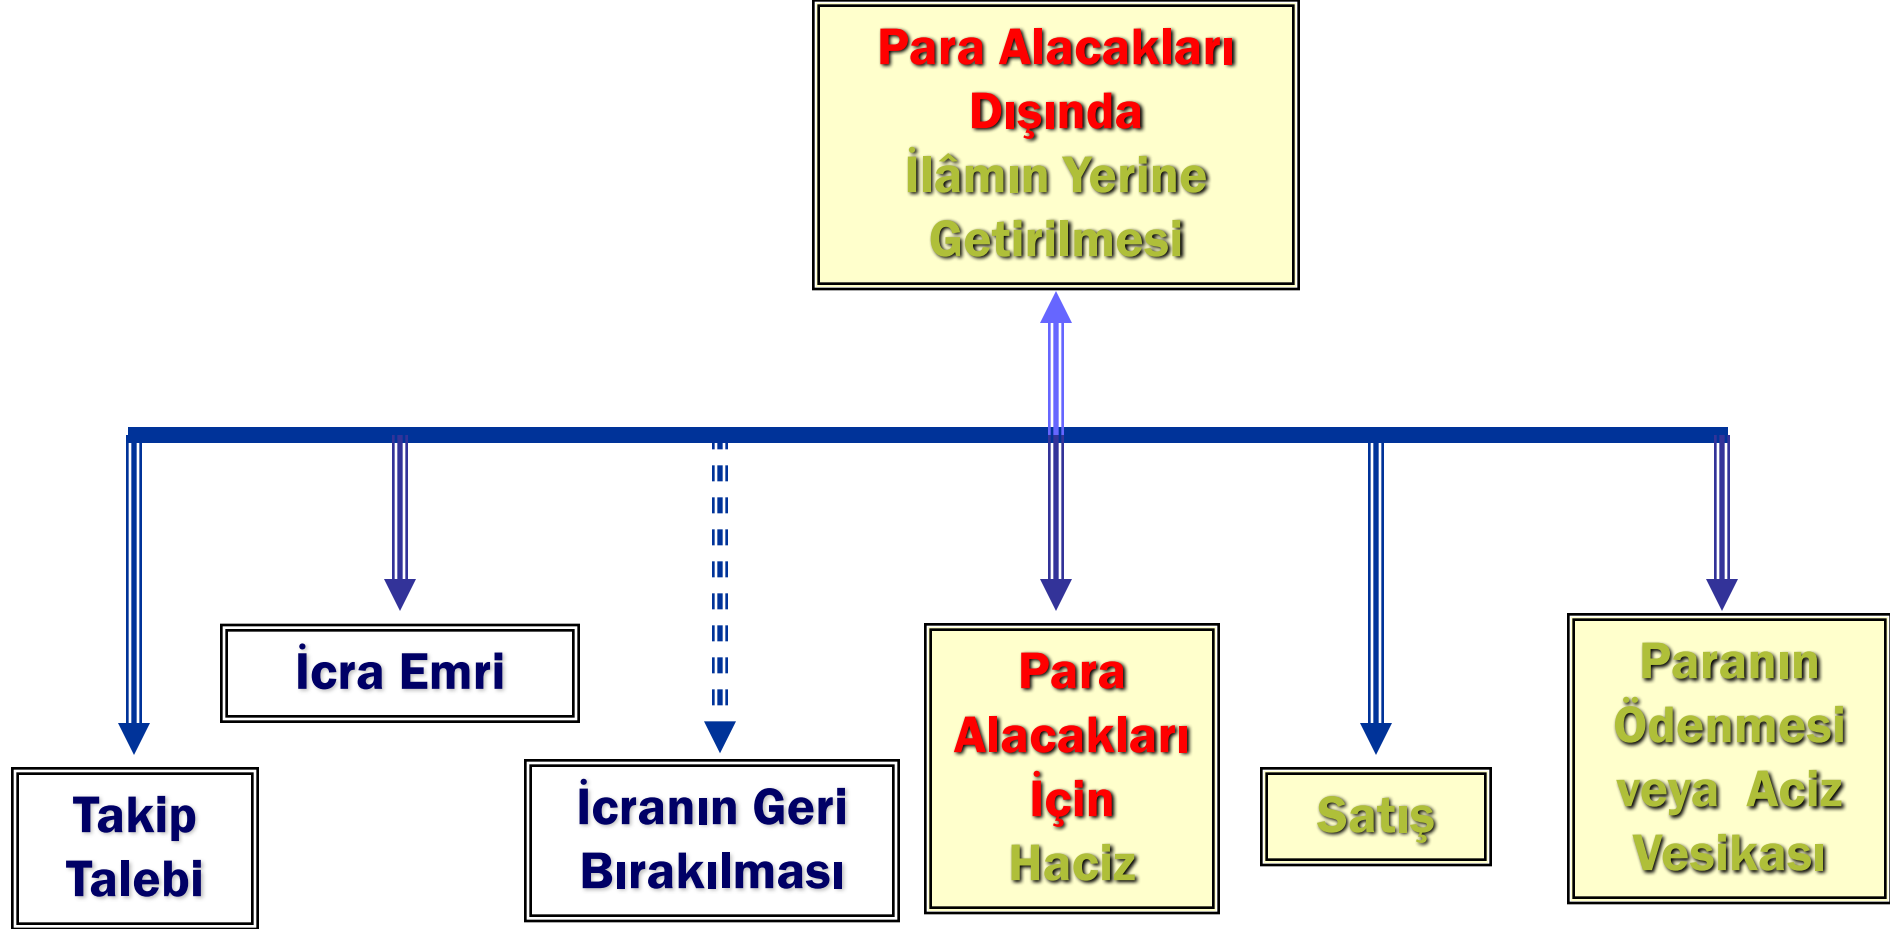 Para Alacakları
Dışında
İlâmın Yerine
Getirilmesi
İcra Emri
Takip
Talebi
İcranın Geri
Bırakılması
Para
Alacakları
İçin
Haciz
Satış
Paranın
Ödenmesi
veya Aciz
Vesikası